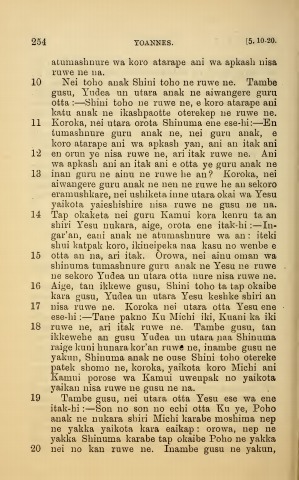 254 YOANNES. [5, 10-20.
atumashnure wa koro atarape ani wa apkash nisa
ruwe ne na.
10 Nei toho anak Shini toho ne ruwe ne. Tambe
gusu, Yudea un utara anak ne aiwangere guru
otta :—Shini toho ne ruwe ne, e koro atarape ani
katu anak ne ikashpaotte oterekep ne ruwe ne.
11 Koroka, nei utara orota Shinuma ene ese-hi :—En
tumashnure guru anak ne, nei guru anak, e
koro atarape ani wa apkash yan, ani an itak ani
12 en orun ye nisa ruwe ne, ari itak ruwe ne. Ani
wa apkash ani an itak ani e otta ye guru anak ne
13 inan guru ne ainu ne ruwe he an? Koroka, nei
aiwangere guru anak ne nen ne ruwe he an sekoro
eramushkare, nei ushiketa inne utara okai wa Yesu
yaikota yaieshishire nisa ruwe ne gusu ne na.
14 Tap okaketa nei guru Kamui kora kenru ta an
shiri Yesu nukara, aige, orota ene itak-hi :—In-
gar'an, eani anak ne atumashnure wa an : iteki
shui katpak koro, ikineipeka naa kasu no wenbe e
15 otta an na, ari itak. Orowa, nei ainu oman wa
shinuma tumashnure guru anak ne Yesu ne ruwe
ne sekoro Yudea un utara otta nure nisa ruwe ne.
16 Aige, tan ikkewe gusu, Shini toho ta tap okaibe
kara gusu, Yudea un utara Yesu keshke shiri an
17 nisa ruwe ne. Koroka nei utara otta Yesu ene
ese-hi :—Tane pakno Ku Michi iki, Kuani ka iki
18 ruwe ne, ari itak ruwe ne. Tambe gusu, tan
ikkewehe an gusu Yudea un utara naa Shinuma
raige kuni hunara kor'an ruwe ne, inambe gusu ne
yakun, Shinuma anak ne ouse Shini toho otereke
patek shomo ne, koroka, yaikota koro Michi ani
Kamui porose wa Kamui uweupak no yaikota
yaikan nisa ruwe ne gusu ne na.
19 Tambe gusu, nei utara otta Yesu ese wa ene
itak-hi :—Son no son no echi otta Ku ye, Poho
anak ne nukara shiri Michi karabe moshima nep
ne yakka yaikota kara eaikap : orowa, nep ne
yakka Shinuma karabe tap okaibe Poho ne yakka
20 nei no kan ruwe ne. Inambe gusu ne yakun,